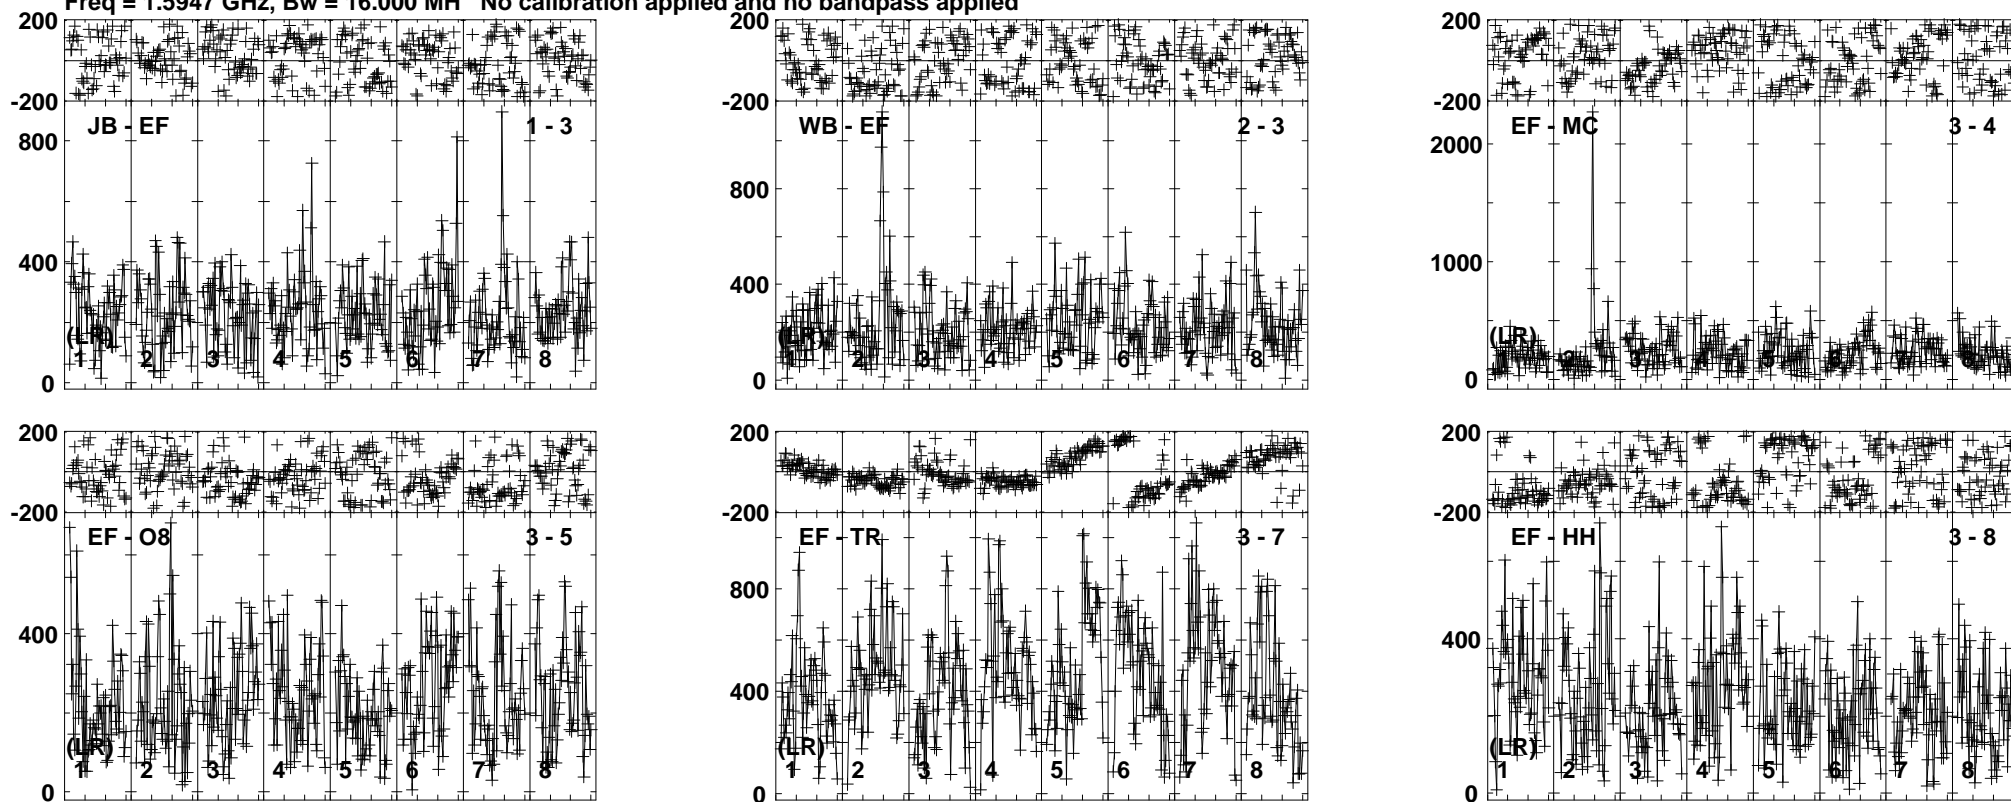 Freq = 1.5947 GHz, Bw = 16.000 MH No calibration applied and no bandpass applied
200 200 200
-200 -200 -200
JB - EF 1 - 3 WB - EF 2 - 3 EF - MC 3 - 4
800 800 2000
400 400 1000
(LR) (LR) (LR)
1 2 3 4 5 6 7 8 1 2 3 4 5 6 7 8 1 2 3 4 5 6 7 8
0 0 0
200 200 200
-200 -200 -200
EF - O8 3 - 5 EF - TR 3 - 7 EF - HH 3 - 8
800
400 400 400
(LR) (LR) (LR)
1 2 3 4 5 6 7 8 1 2 3 4 5 6 7 8 1 2 3 4 5 6 7 8
0 0 0